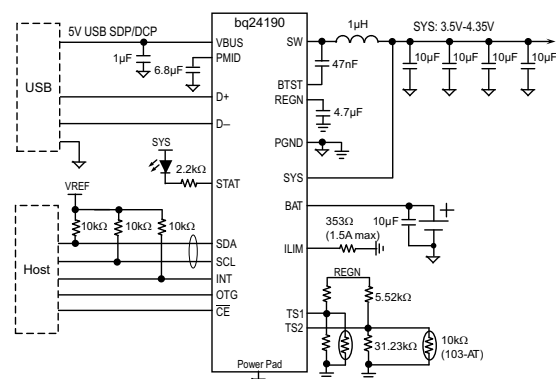 bq24190
5V USB SDP/DCP
USB
1µF
6.8µF
VBUS
PMID
D+
D–
SYS
2.2kΩ
STAT
VREF
10kΩ
10kΩ
10kΩ
Host
SDA
SCL
INT
OTG
CE
Power Pad
SW
1µH
SYS: 3.5V-4.35V
10µF
10µF
10µF
10µF
47nF
BTST
REGN
4.7µF
PGND
SYS
BAT
10µF
+
353Ω
(1.5A max)
ILIM
REGN
5.52kΩ
TS1
TS2
31.23kΩ
10kΩ
(103-AT)